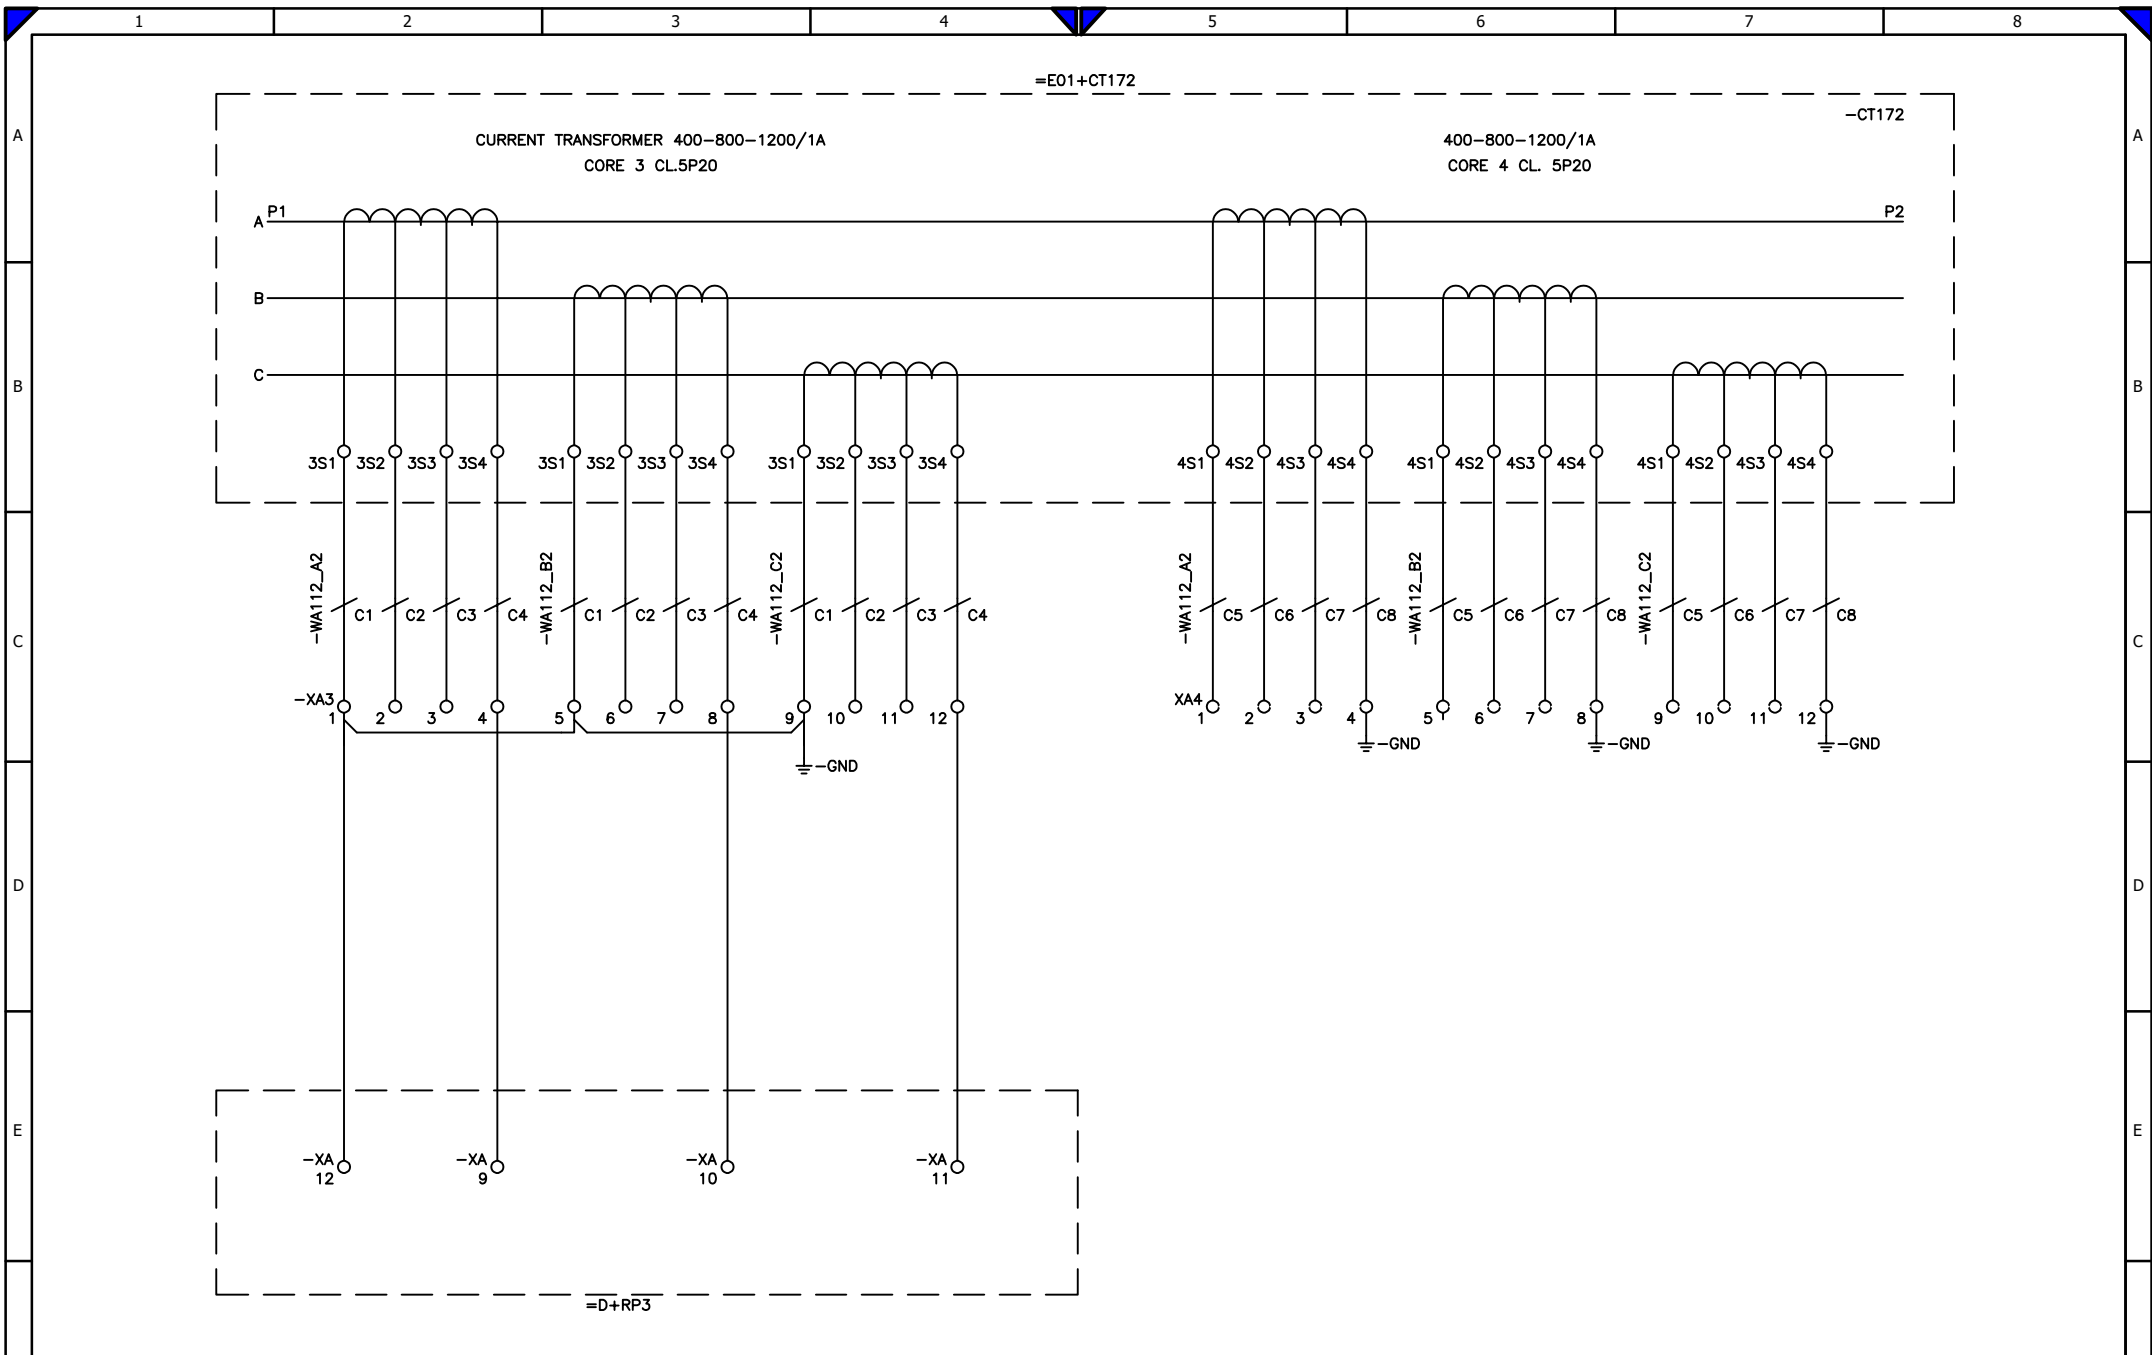 1 2 3 4 5 6 7 8
=E01+CT172
-CT172
A A
CURRENT TRANSFORMER 400-800-1200/1A
CORE 3 CL.5P20
400-800-1200/1A
CORE 4 CL. 5P20
P1 P2
A
B
C
B B
3S1 3S2 3S3 3S4 3S1 3S2 3S3 3S4 3S1 3S2 3S3 3S4 4S1 4S2 4S3 4S4 4S1 4S2 4S3 4S4 4S1 4S2 4S3 4S4
-WA112_A2 -WA112_B2 -WA112_C2 -WA112_A2 -WA112_B2 -WA112_C2
C1 C2 C3 C4 C1 C2 C3 C4 C1 C2 C3 C4 C5 C6 C7 C8 C5 C6 C7 C8 C5 C6 C7 C8
C C
-XA3 XA4
1 2 3 4 5 6 7 8 9 10 11 12 1 2 3 4 5 6 7 8 9 10 11 12
-GND -GND -GND
-GND
D D
E E
-XA -XA -XA -XA
12 9 10 11
=D+RP3